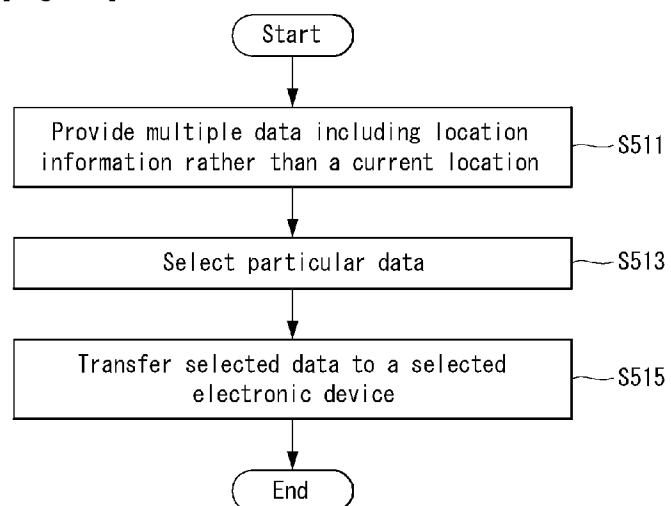 Start
Provide multiple data including location
information rather than a current location
S511
Select particular data
S513
Transfer selected data to a selected
electronic device
S515
End